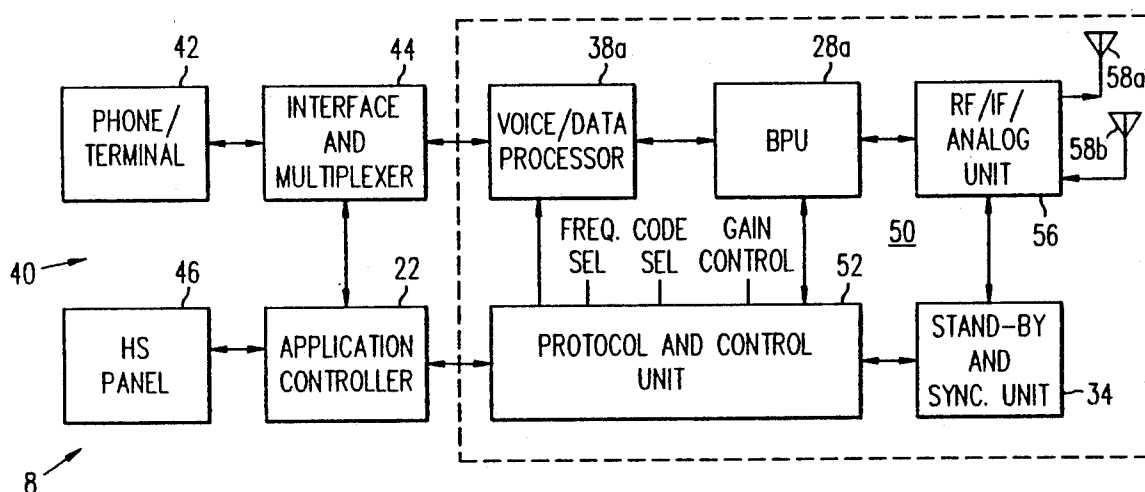 42
44
38a
28a
58a
PHONE/
TERMINAL
INTERFACE
AND
MULTIPLEXER
VOICE/DATA
PROCESSOR
BPU
RF/IF/
ANALOG
UNIT
58b
FREQ.
SEL
CODE
SEL
GAIN
CONTROL
50
56
40
46
22
52
HS
PANEL
APPLICATION
CONTROLLER
PROTOCOL AND CONTROL
UNIT
STAND-BY
AND
SYNC. UNIT
34
8